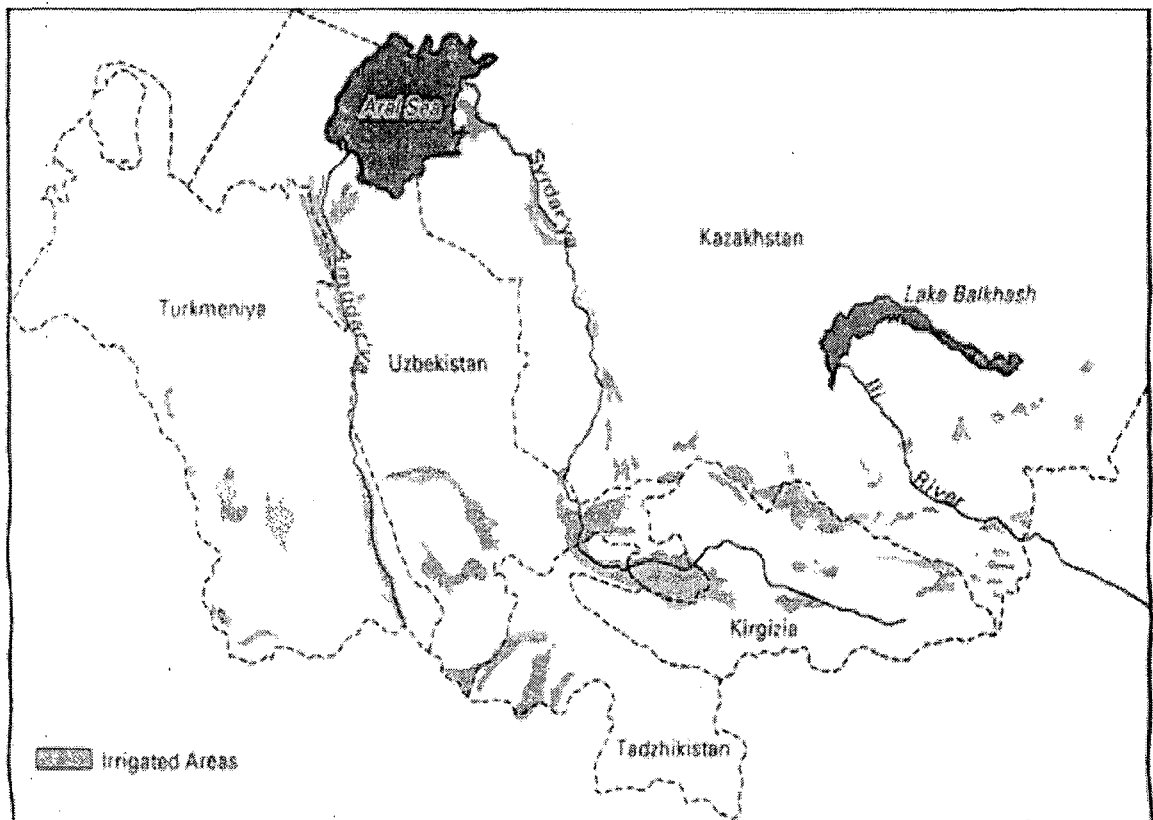 Aral Sea
Syrdar'ya
Kazakhstan
Amudar'ya
Turkmeniya
Lake Balkhash
Uzbekistan
Ili
River
Kirgizia
Tadzhikistan
Irrigated Areas